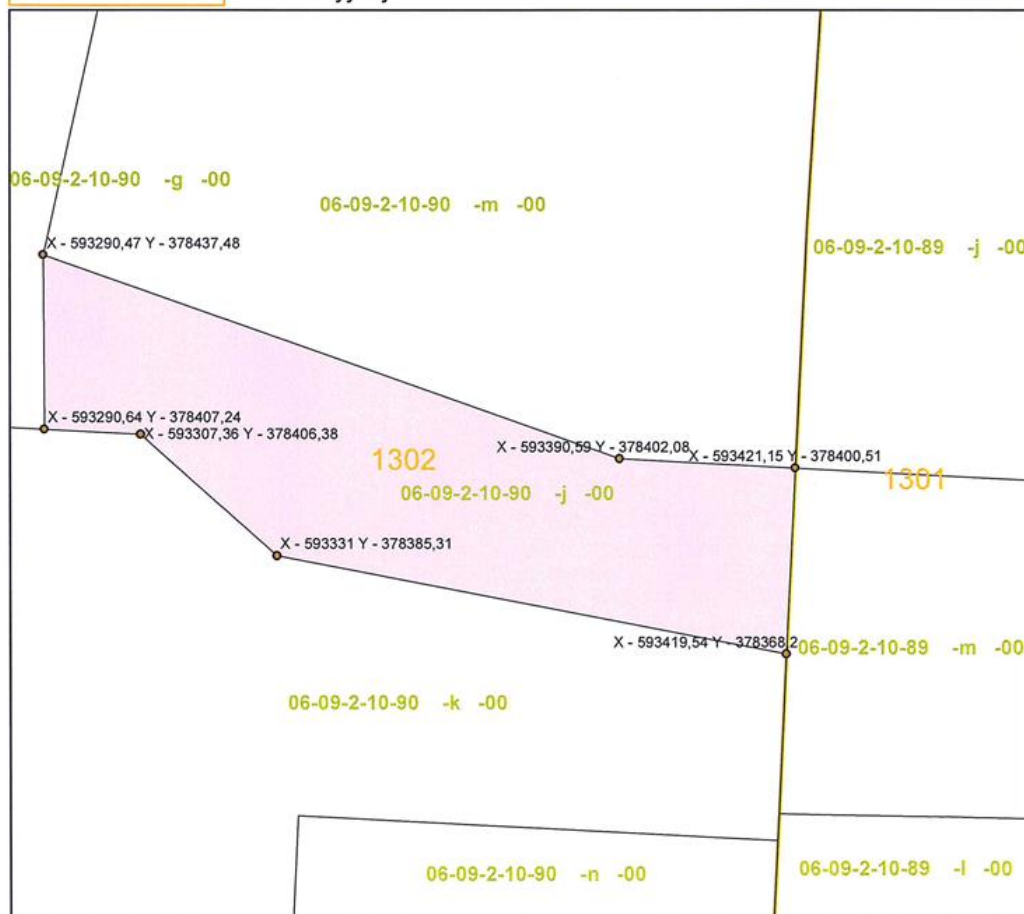 06-09-2-10-90 -g -00
06-09-2-10-90 -m -00
X - 593290,47 Y - 378437,48
06-09-2-10-89 -j -00
X - 593290,64 Y - 378407,24
X - 593307,36 Y - 378406,38
X - 593390,59 Y - 378402,08
X - 593421,15 Y - 378400,51
1302
1301
06-09-2-10-90 -j -00
X - 593331 Y - 378385,31
X - 593419,54 Y - 378368,2
06-09-2-10-89 -m -00
06-09-2-10-90 -k -00
06-09-2-10-90 -n -00
06-09-2-10-89 -l -00